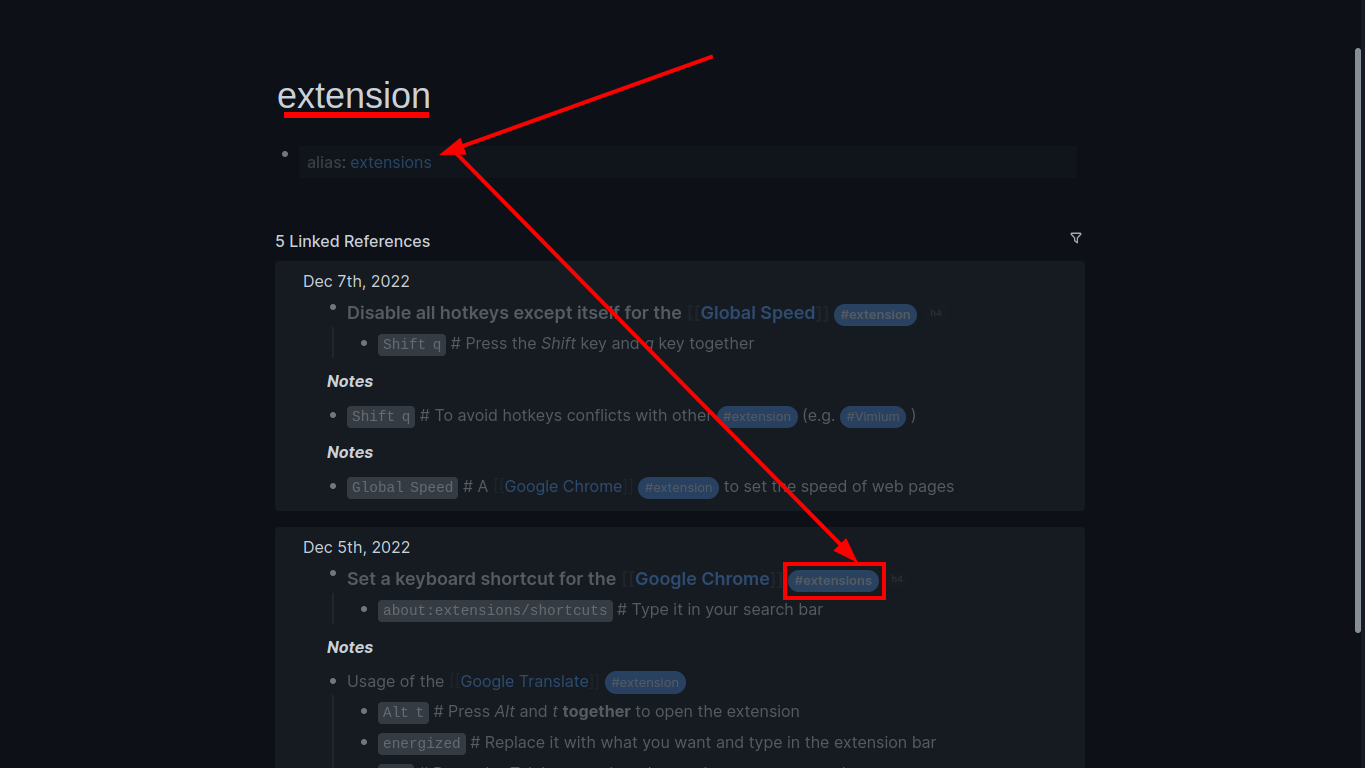 extension
alias: extensions
5 Linked References
Dec 7th, 2022
Disable all hotkeys except itself for the [[Global Speed]] #extension h4
Shift q # Press the Shift key and q key together
Notes
Shift q # To avoid hotkeys conflicts with other #extension (e.g. #Vimium )
Notes
Global Speed # A [[Google Chrome]] #extension to set the speed of web pages
Dec 5th, 2022
Set a keyboard shortcut for the [[Google Chrome]] #extensions h4
about:extensions/shortcuts # Type it in your search bar
Notes
Usage of the [[Google Translate]] #extension
Alt t # Press Alt and t together to open the extension
energized # Replace it with what you want and type in the extension bar